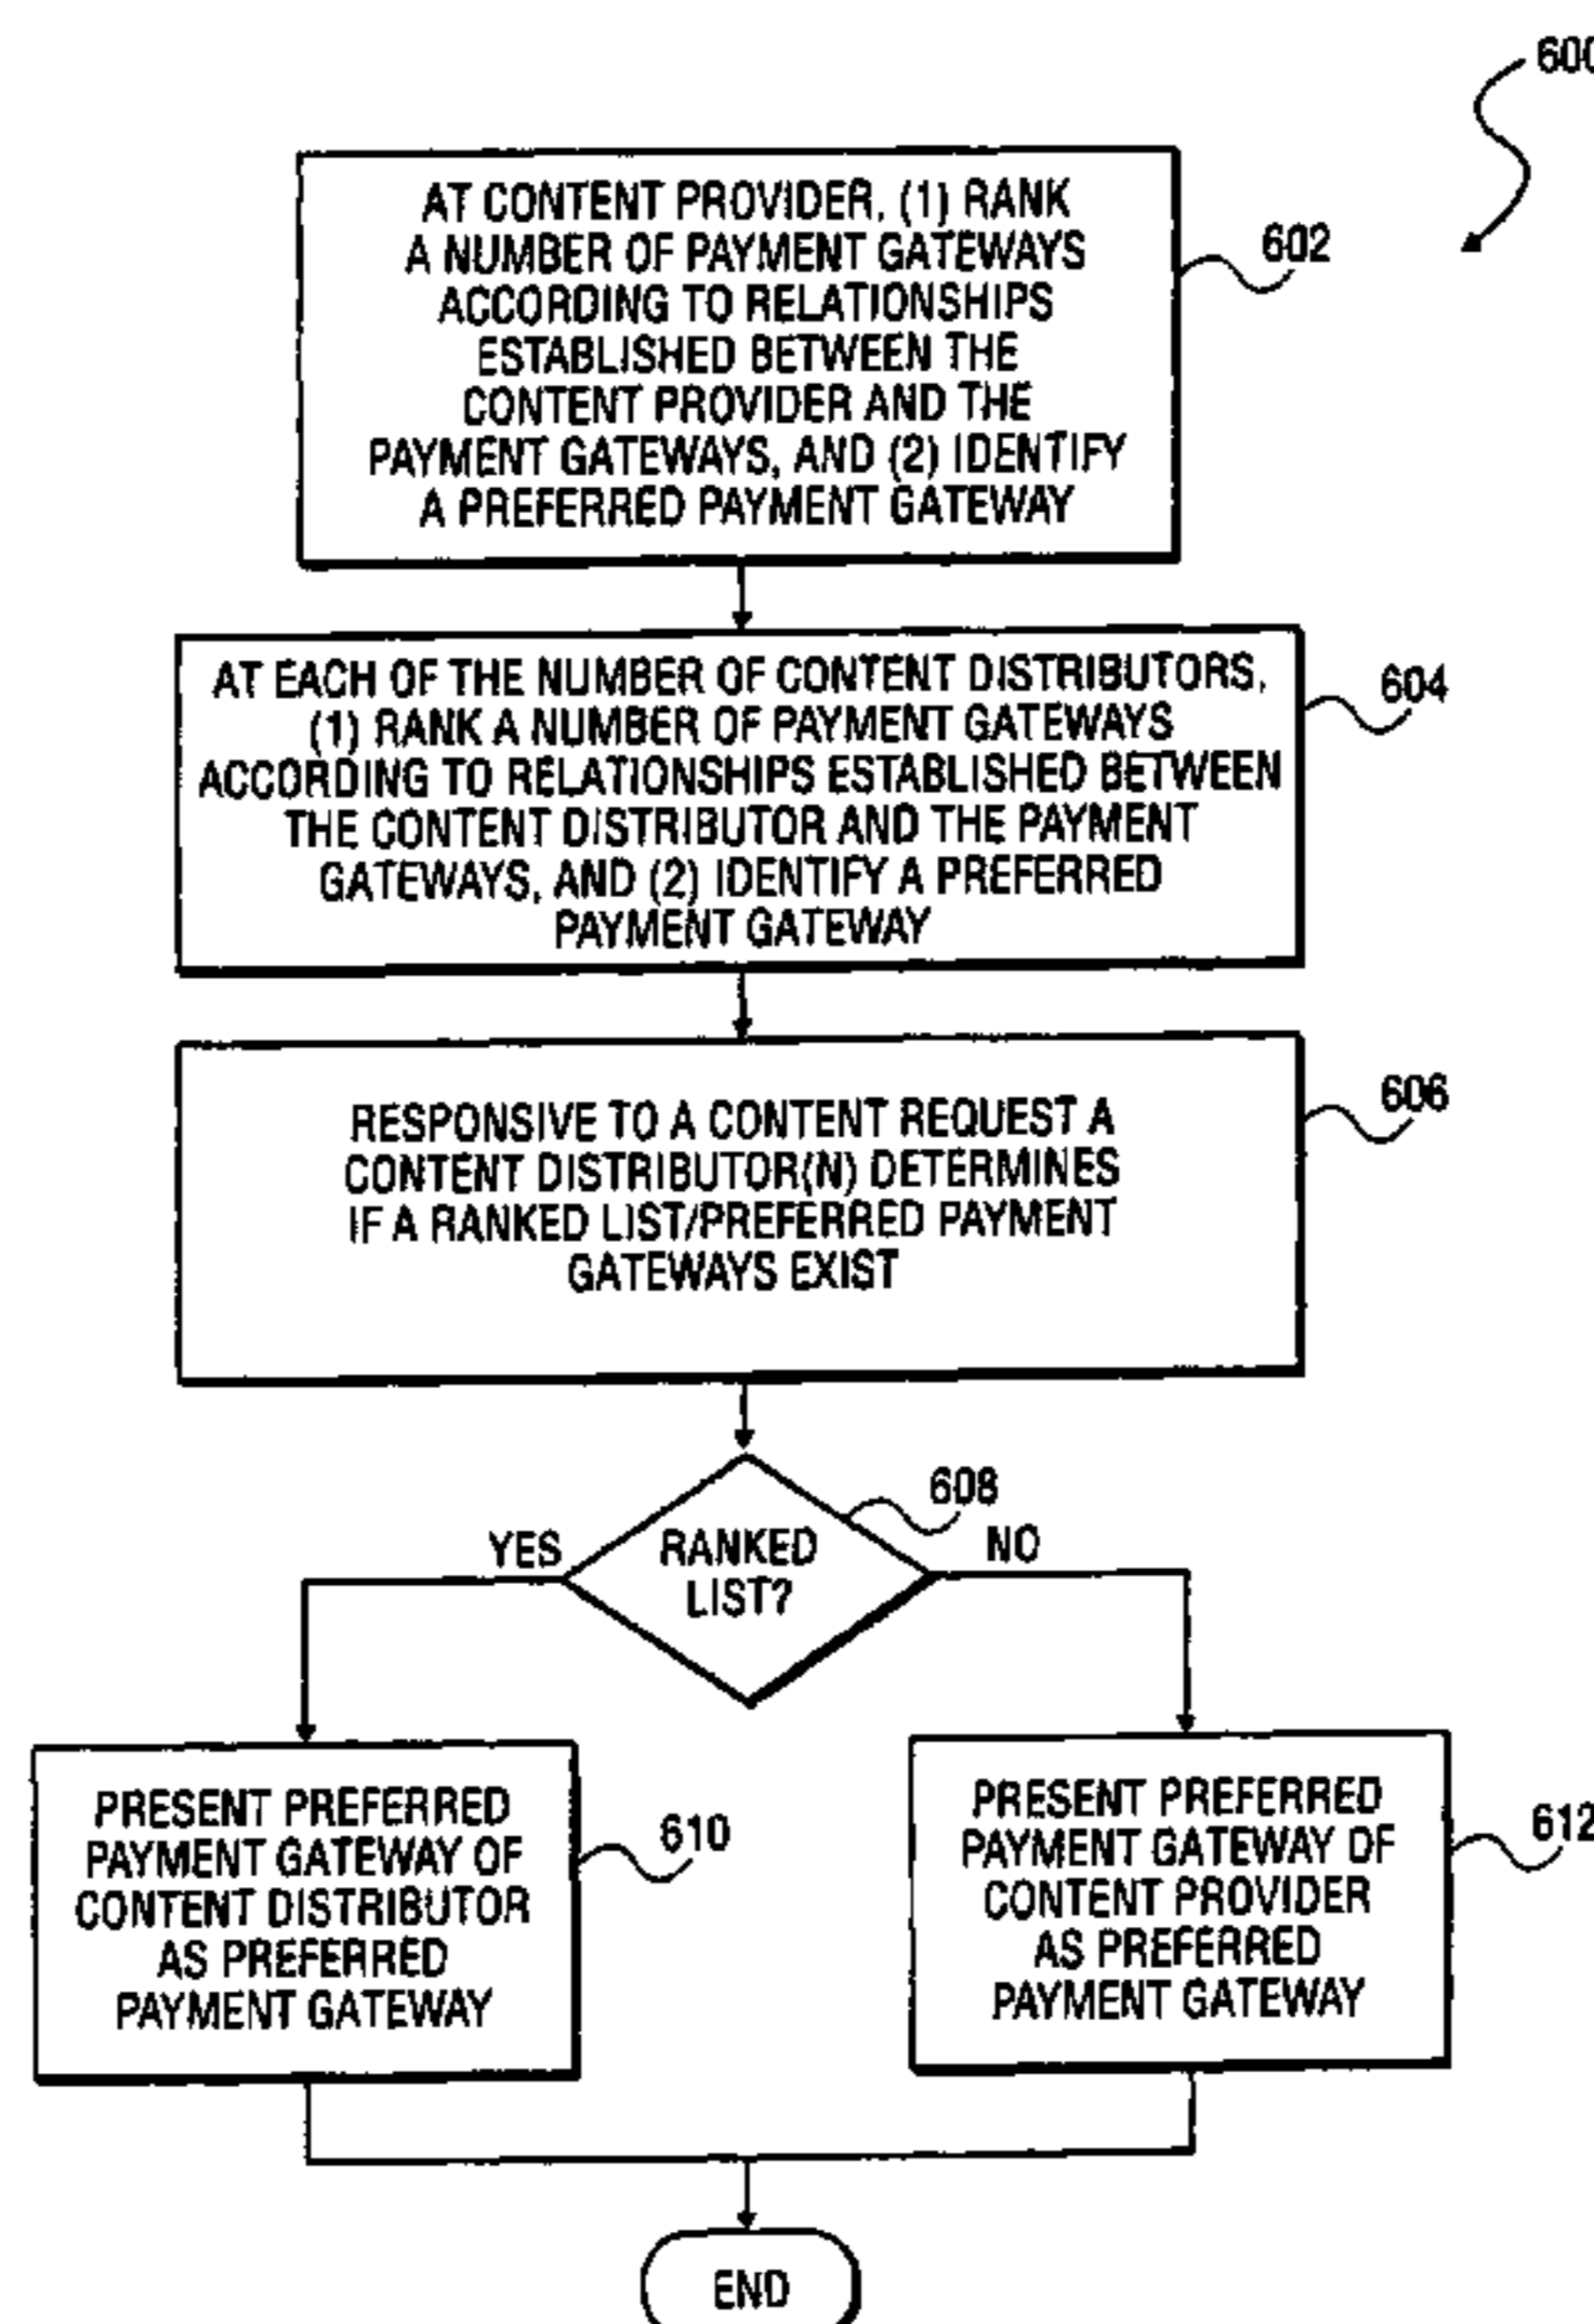 600
AT CONTENT PROVIDER, (1) RANK
A NUMBER OF PAYMENT GATEWAYS
ACCORDING TO RELATIONSHIPS
ESTABLISHED BETWEEN THE
CONTENT PROVIDER AND THE
PAYMENT GATEWAYS, AND (2) IDENTIFY
A PREFERRED PAYMENT GATEWAY
602
AT EACH OF THE NUMBER OF CONTENT DISTRIBUTORS,
(1) RANK A NUMBER OF PAYMENT GATEWAYS
ACCORDING TO RELATIONSHIPS ESTABLISHED BETWEEN
THE CONTENT DISTRIBUTOR AND THE PAYMENT
GATEWAYS, AND (2) IDENTIFY A PREFERRED
PAYMENT GATEWAY
604
RESPONSIVE TO A CONTENT REQUEST A
CONTENT DISTRIBUTOR(N) DETERMINES
IF A RANKED LIST/PREFERRED PAYMENT
GATEWAYS EXIST
606
608
YES
RANKED
LIST?
NO
PRESENT PREFERRED
PAYMENT GATEWAY OF
CONTENT DISTRIBUTOR
AS PREFERRED
PAYMENT GATEWAY
610
PRESENT PREFERRED
PAYMENT GATEWAY OF
CONTENT PROVIDER
AS PREFERRED
PAYMENT GATEWAY
612
END